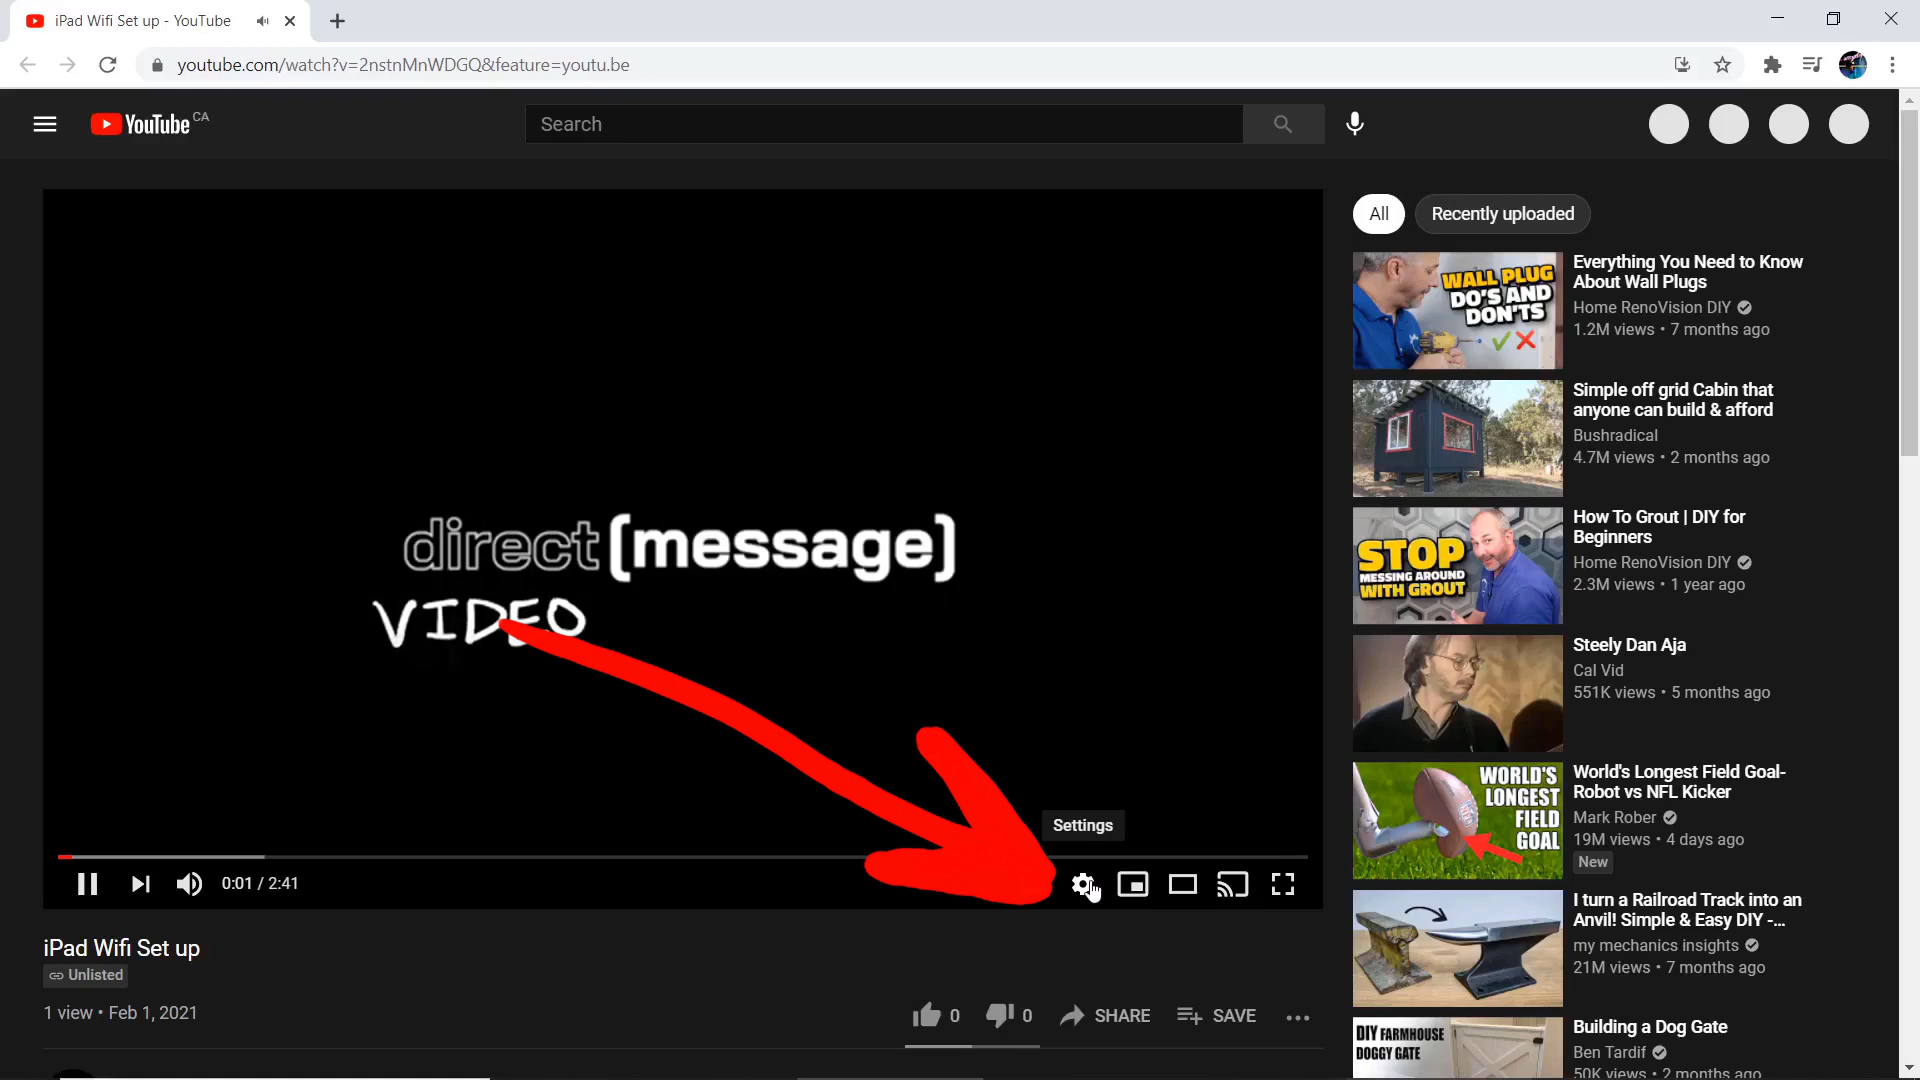 iPad Wifi Set up - YouTube
youtube.com/watch?v=2nstnMnWDGQ&feature=youtu.be
YouTube CA
Search
direct[message]
VIDEO
Settings
0:01 / 2:41
iPad Wifi Set up
Unlisted
1 view • Feb 1, 2021
0
0
SHARE
SAVE
All
Recently uploaded
WALL PLUG
DO'S AND
DON'TS
Everything You Need to Know
About Wall Plugs
Home RenoVision DIY
1.2M views • 7 months ago
Simple off grid Cabin that
anyone can build & afford
Bushradical
4.7M views • 2 months ago
STOP
MESSING AROUND
WITH GROUT
How To Grout | DIY for
Beginners
Home RenoVision DIY
2.3M views • 1 year ago
Steely Dan Aja
Cal Vid
551K views • 5 months ago
WORLD'S
LONGEST
FIELD
GOAL
World's Longest Field Goal-
Robot vs NFL Kicker
Mark Rober
19M views • 4 days ago
New
I turn a Railroad Track into an
Anvil! Simple & Easy DIY -...
my mechanics insights
21M views • 7 months ago
DIY FARMHOUSE
DOGGY GATE
Building a Dog Gate
Ben Tardif
50K views • 2 months ago